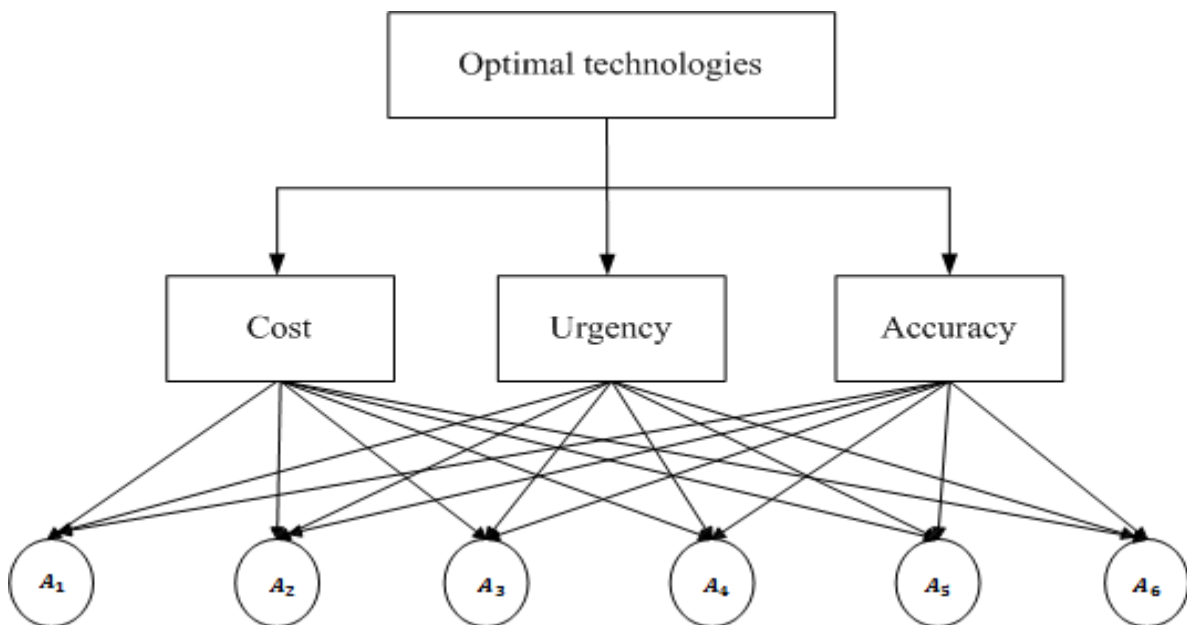 Optimal technologies
Cost
Urgency
Accuracy
A₁
A₂
A₃
A₄
A₅
A₆